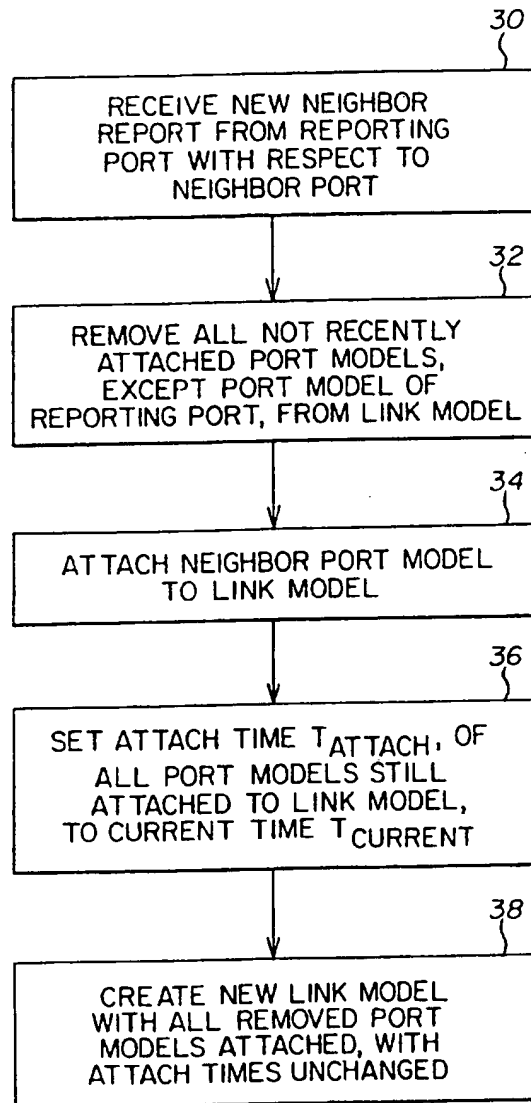 30
RECEIVE NEW NEIGHBOR
REPORT FROM REPORTING
PORT WITH RESPECT TO
NEIGHBOR PORT
32
REMOVE ALL NOT RECENTLY
ATTACHED PORT MODELS,
EXCEPT PORT MODEL OF
REPORTING PORT, FROM LINK MODEL
34
ATTACH NEIGHBOR PORT MODEL
TO LINK MODEL
36
SET ATTACH TIME TATTACH, OF
ALL PORT MODELS STILL
ATTACHED TO LINK MODEL,
TO CURRENT TIME TCURRENT
38
CREATE NEW LINK MODEL
WITH ALL REMOVED PORT
MODELS ATTACHED, WITH
ATTACH TIMES UNCHANGED